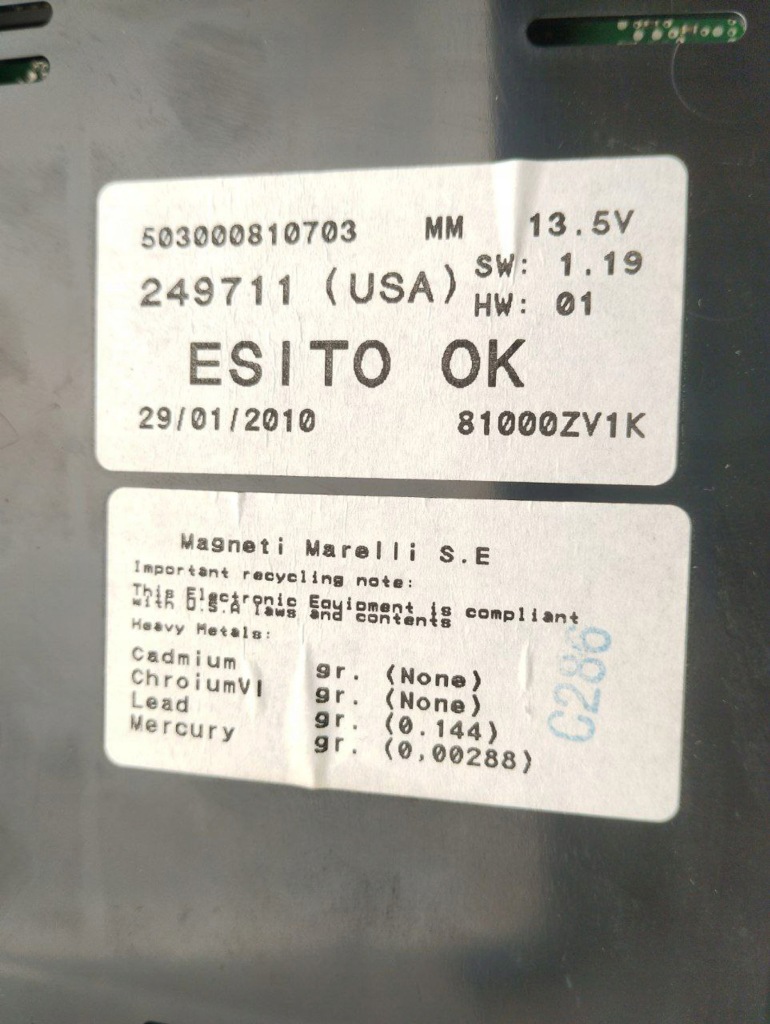 503000810703 MM 13.5V
249711 (USA) SW: 1.19
HW: 01
ESITO OK
29/01/2010 81000ZV1K
Magneti Marelli S.E
Important recycling note:
This Electronic Equipment is compliant
with U.S.A laws and contents
Heavy Metals:
Cadmium gr. (None)
ChroiumVI gr. (None)
Lead gr. (0.144)
Mercury gr. (0,00288)
C286